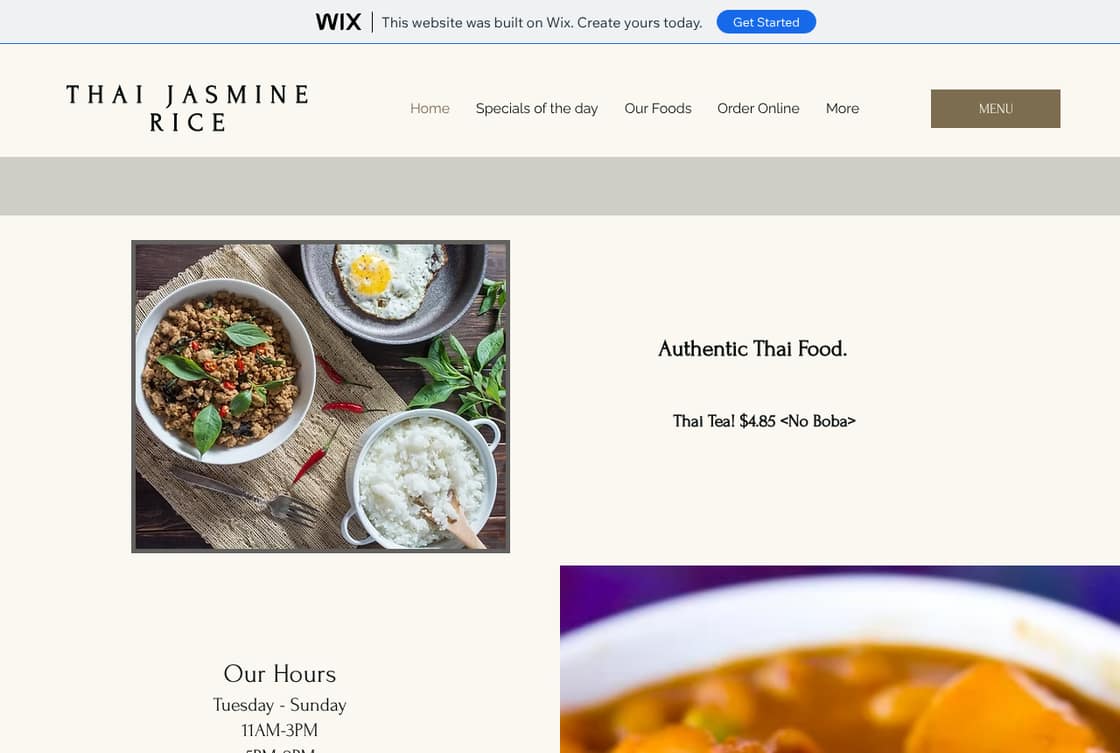 WIX
This website was built on Wix. Create yours today.
Get Started
THAI JASMINE
RICE
Home
Specials of the day
Our Foods
Order Online
More
MENU
Authentic Thai Food.
Thai Tea! $4.85 <No Boba>
Our Hours
Tuesday - Sunday
11AM-3PM